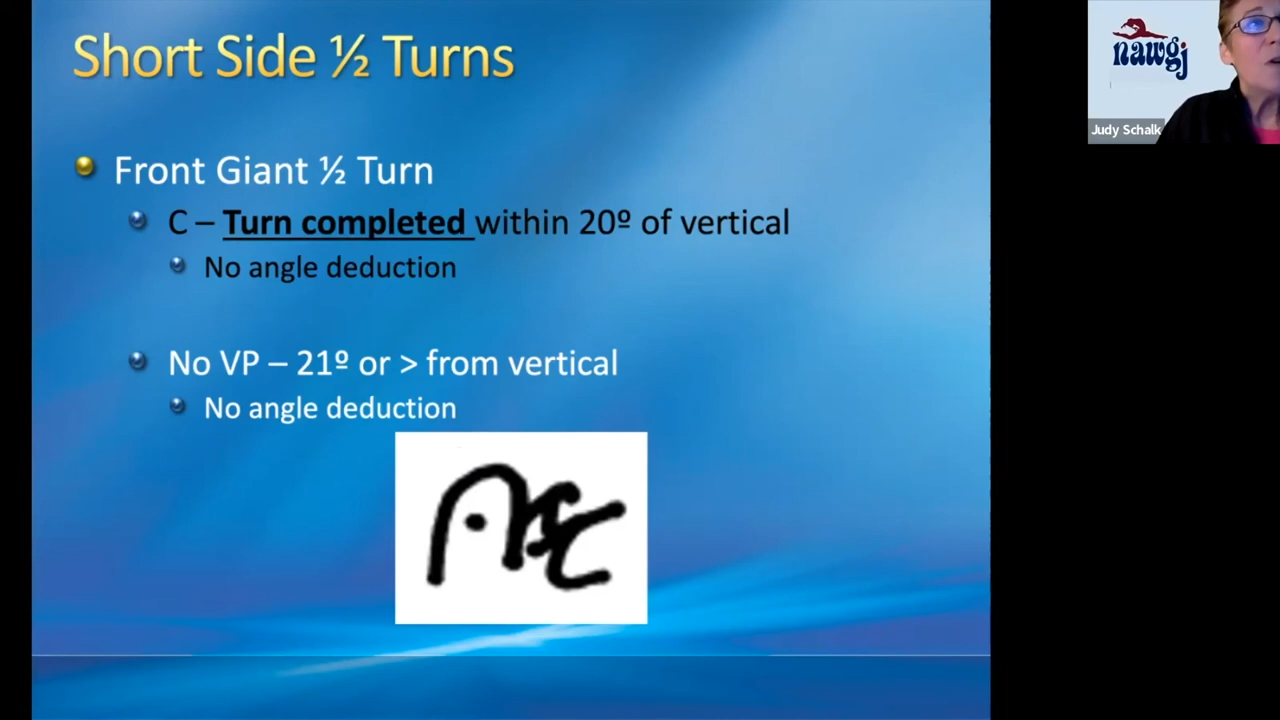 Short Side ½ Turns
Front Giant ½ Turn
C – Turn completed within 20º of vertical
No angle deduction
No VP – 21º or > from vertical
No angle deduction
nawgj
Judy Schalk